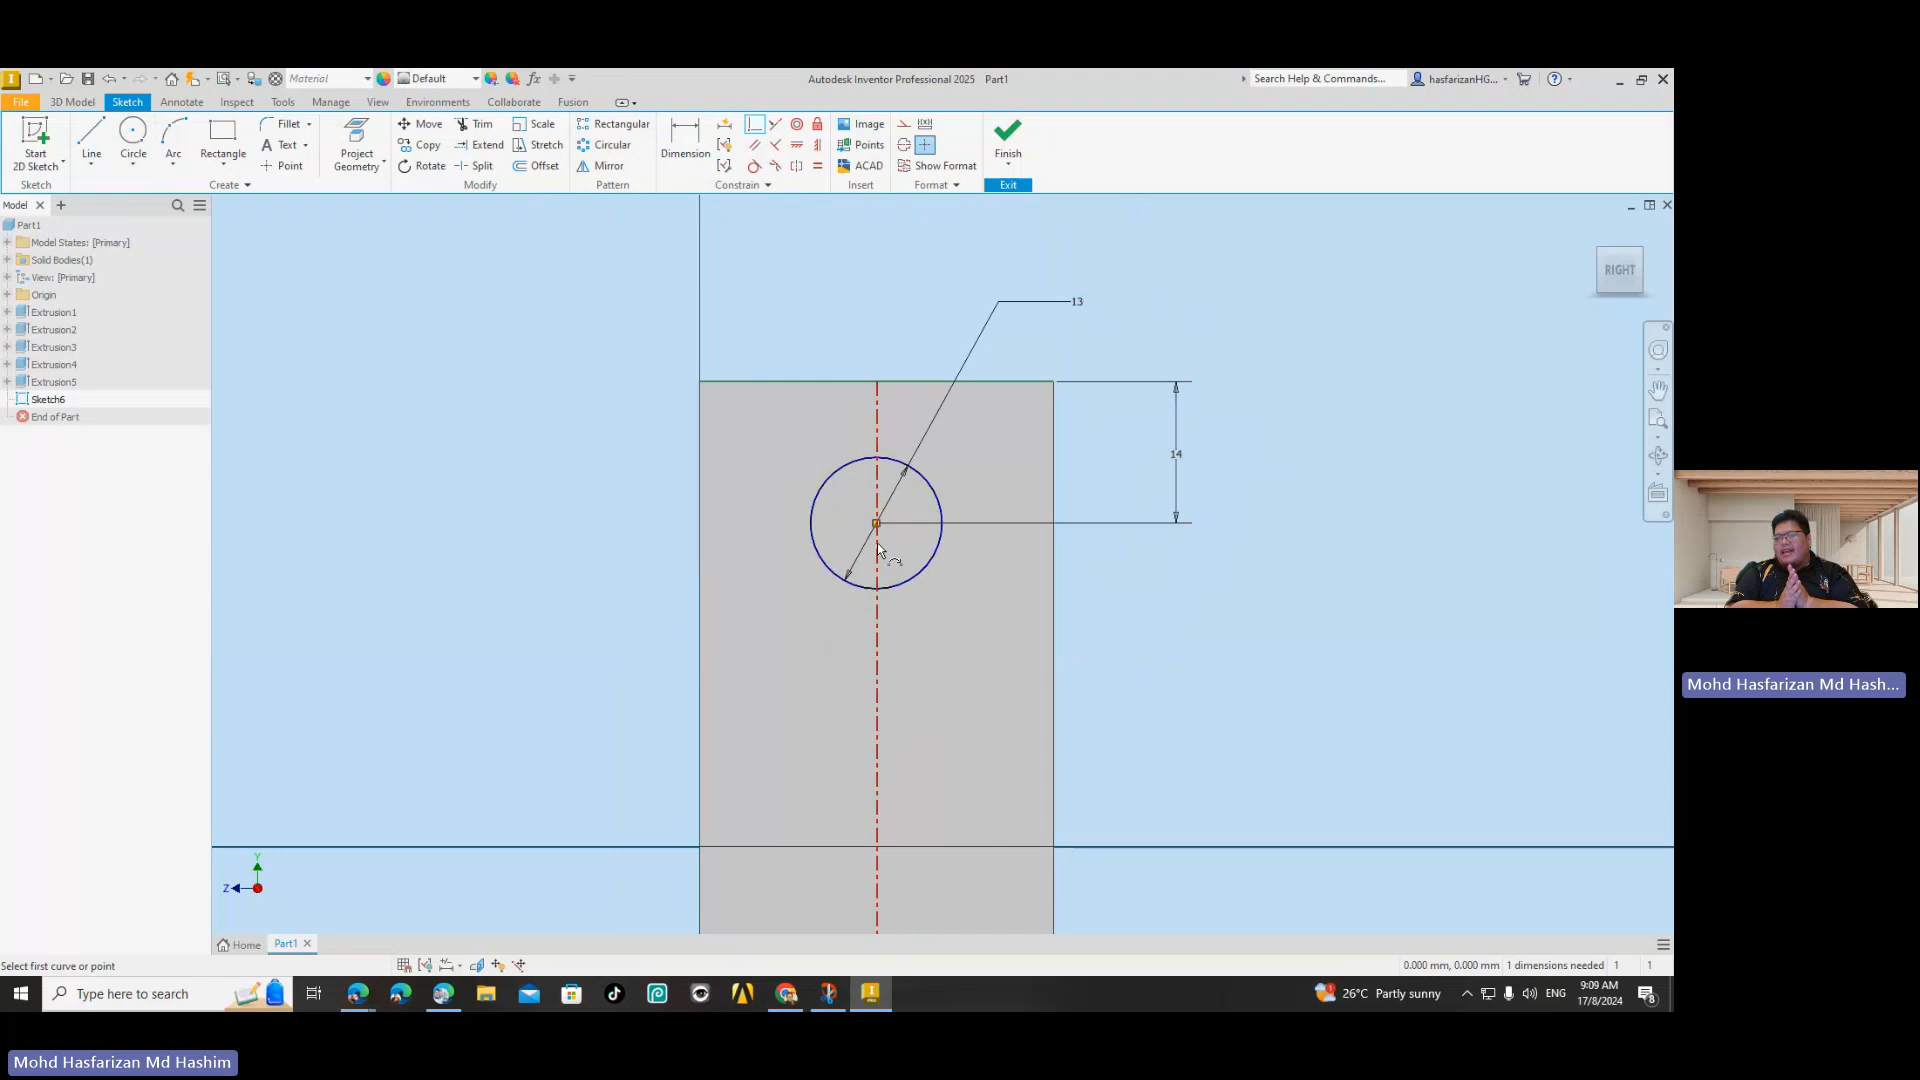 Material
Default
Autodesk Inventor Professional 2025 Part1
Search Help & Commands...
hasfarizanHG...
File
3D Model
Sketch
Annotate
Inspect
Tools
Manage
View
Environments
Collaborate
Fusion
Start
2D Sketch
Line
Circle
Arc
Rectangle
Fillet
Text
Point
Project
Geometry
Move
Copy
Rotate
Trim
Extend
Split
Scale
Stretch
Offset
Rectangular
Circular
Mirror
Dimension
Image
Points
ACAD
Show Format
Finish
Sketch
Create
Modify
Pattern
Constrain
Insert
Format
Exit
Model
Part1
Model States: [Primary]
Solid Bodies(1)
View: [Primary]
Origin
Extrusion1
Extrusion2
Extrusion3
Extrusion4
Extrusion5
Sketch6
End of Part
RIGHT
13
14
Y
Z
Mohd Hasfarizan Md Hash...
Home
Part1
Select first curve or point
0.000 mm, 0.000 mm
1 dimensions needed
1
1
Type here to search
26°C Partly sunny
ENG
9:09 AM
17/8/2024
8
Mohd Hasfarizan Md Hashim